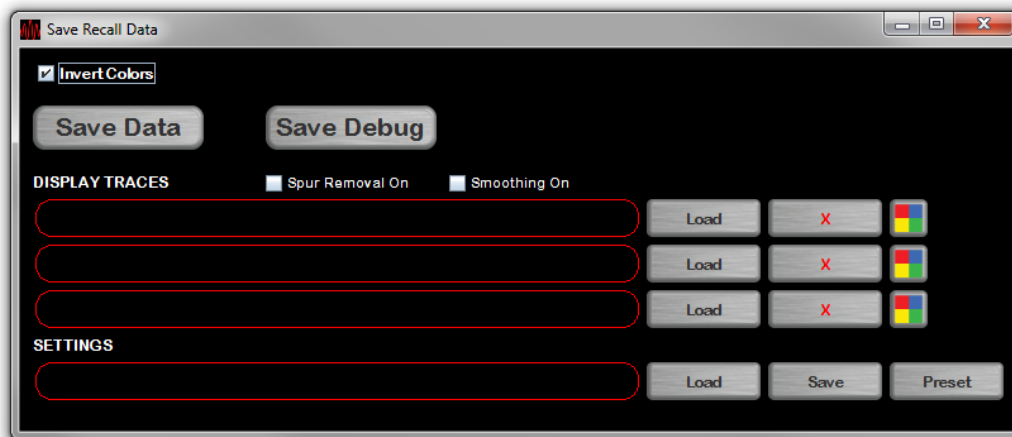 Save Recall Data
Invert Colors
Save Data Save Debug
DISPLAY TRACES Spur Removal On Smoothing On
Load X
Load X
Load X
SETTINGS
Load Save Preset